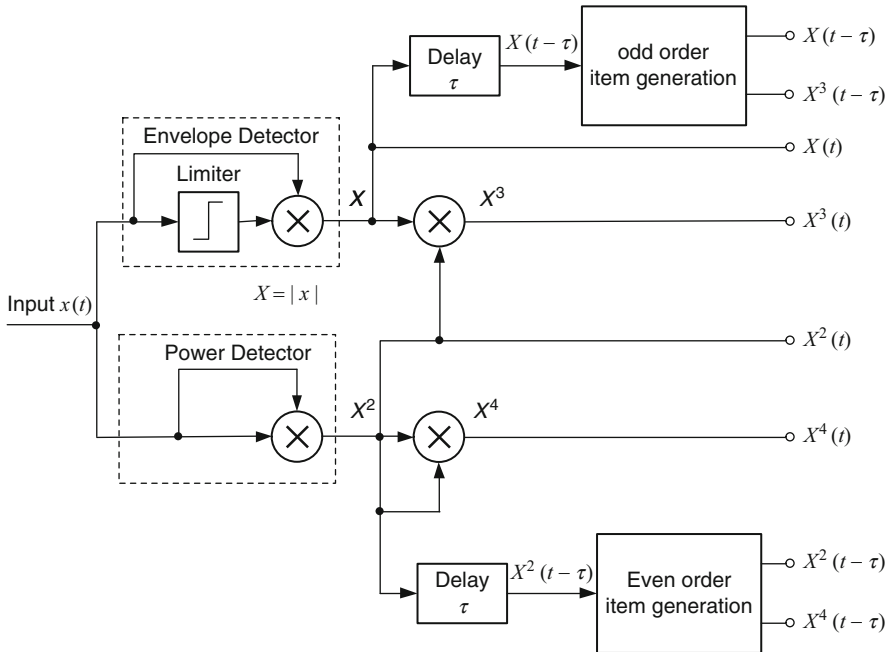 Delay
τ
X(t−τ)
odd order
item generation
X(t−τ)
X³(t−τ)
Envelope Detector
Limiter
X
X(t)
X³
X³(t)
X=|x|
Input x(t)
Power Detector
X²(t)
X²
X⁴
X⁴(t)
Delay
τ
X²(t−τ)
Even order
item generation
X²(t−τ)
X⁴(t−τ)